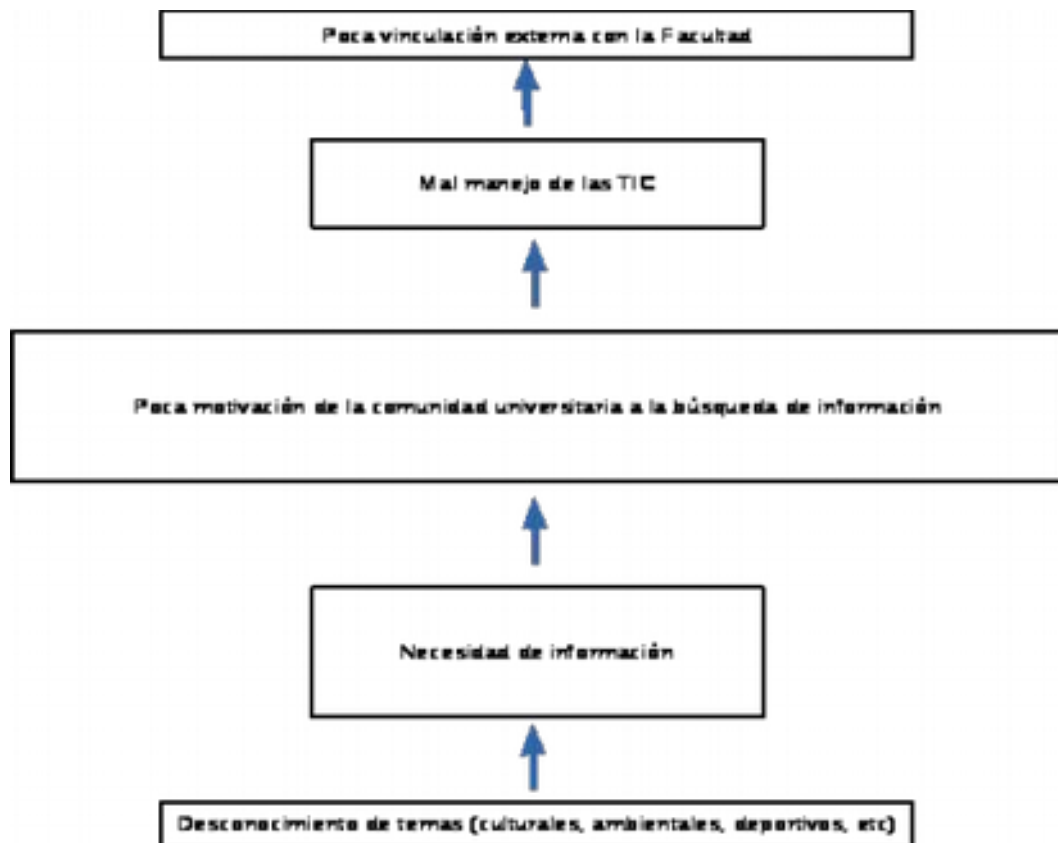 Poca vinculación externa con la Facultad
Mal manejo de las TIC
Poca motivación de la comunidad universitaria a la búsqueda de información
Necesidad de información
Desconocimiento de temas (culturales, ambientales, deportivos, etc)